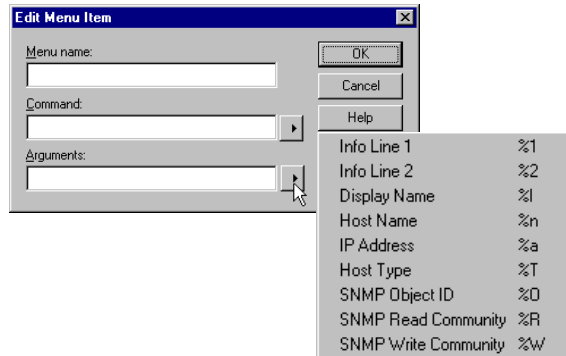 Edit Menu Item
Menu name:
OK
Cancel
Command:
Help
Arguments:
Info Line 1 %1
Info Line 2 %2
Display Name %l
Host Name %n
IP Address %a
Host Type %T
SNMP Object ID %O
SNMP Read Community %R
SNMP Write Community %W